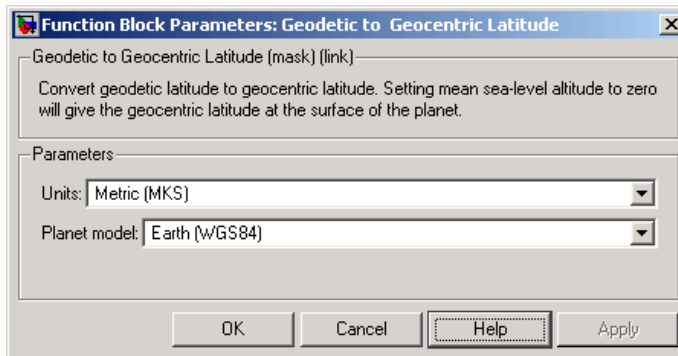 Function Block Parameters: Geodetic to Geocentric Latitude
Geodetic to Geocentric Latitude (mask) (link)
Convert geodetic latitude to geocentric latitude. Setting mean sea-level altitude to zero
will give the geocentric latitude at the surface of the planet.
Parameters
Units: Metric (MKS)
Planet model: Earth (WGS84)
OK Cancel Help Apply